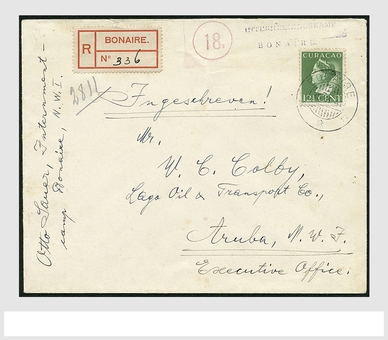 R
BONAIRE.
No 336
18.
BONAIRE
CURAÇAO
12½ CENT
2811
Ingeschreven!
Mr.
V. C. Colby,
Lago Oil & Transport Co.,
Aruba, N.W.I.
Executive Office.
Otto Sauer, Internment-
camp
Bonaire, N.W.I.